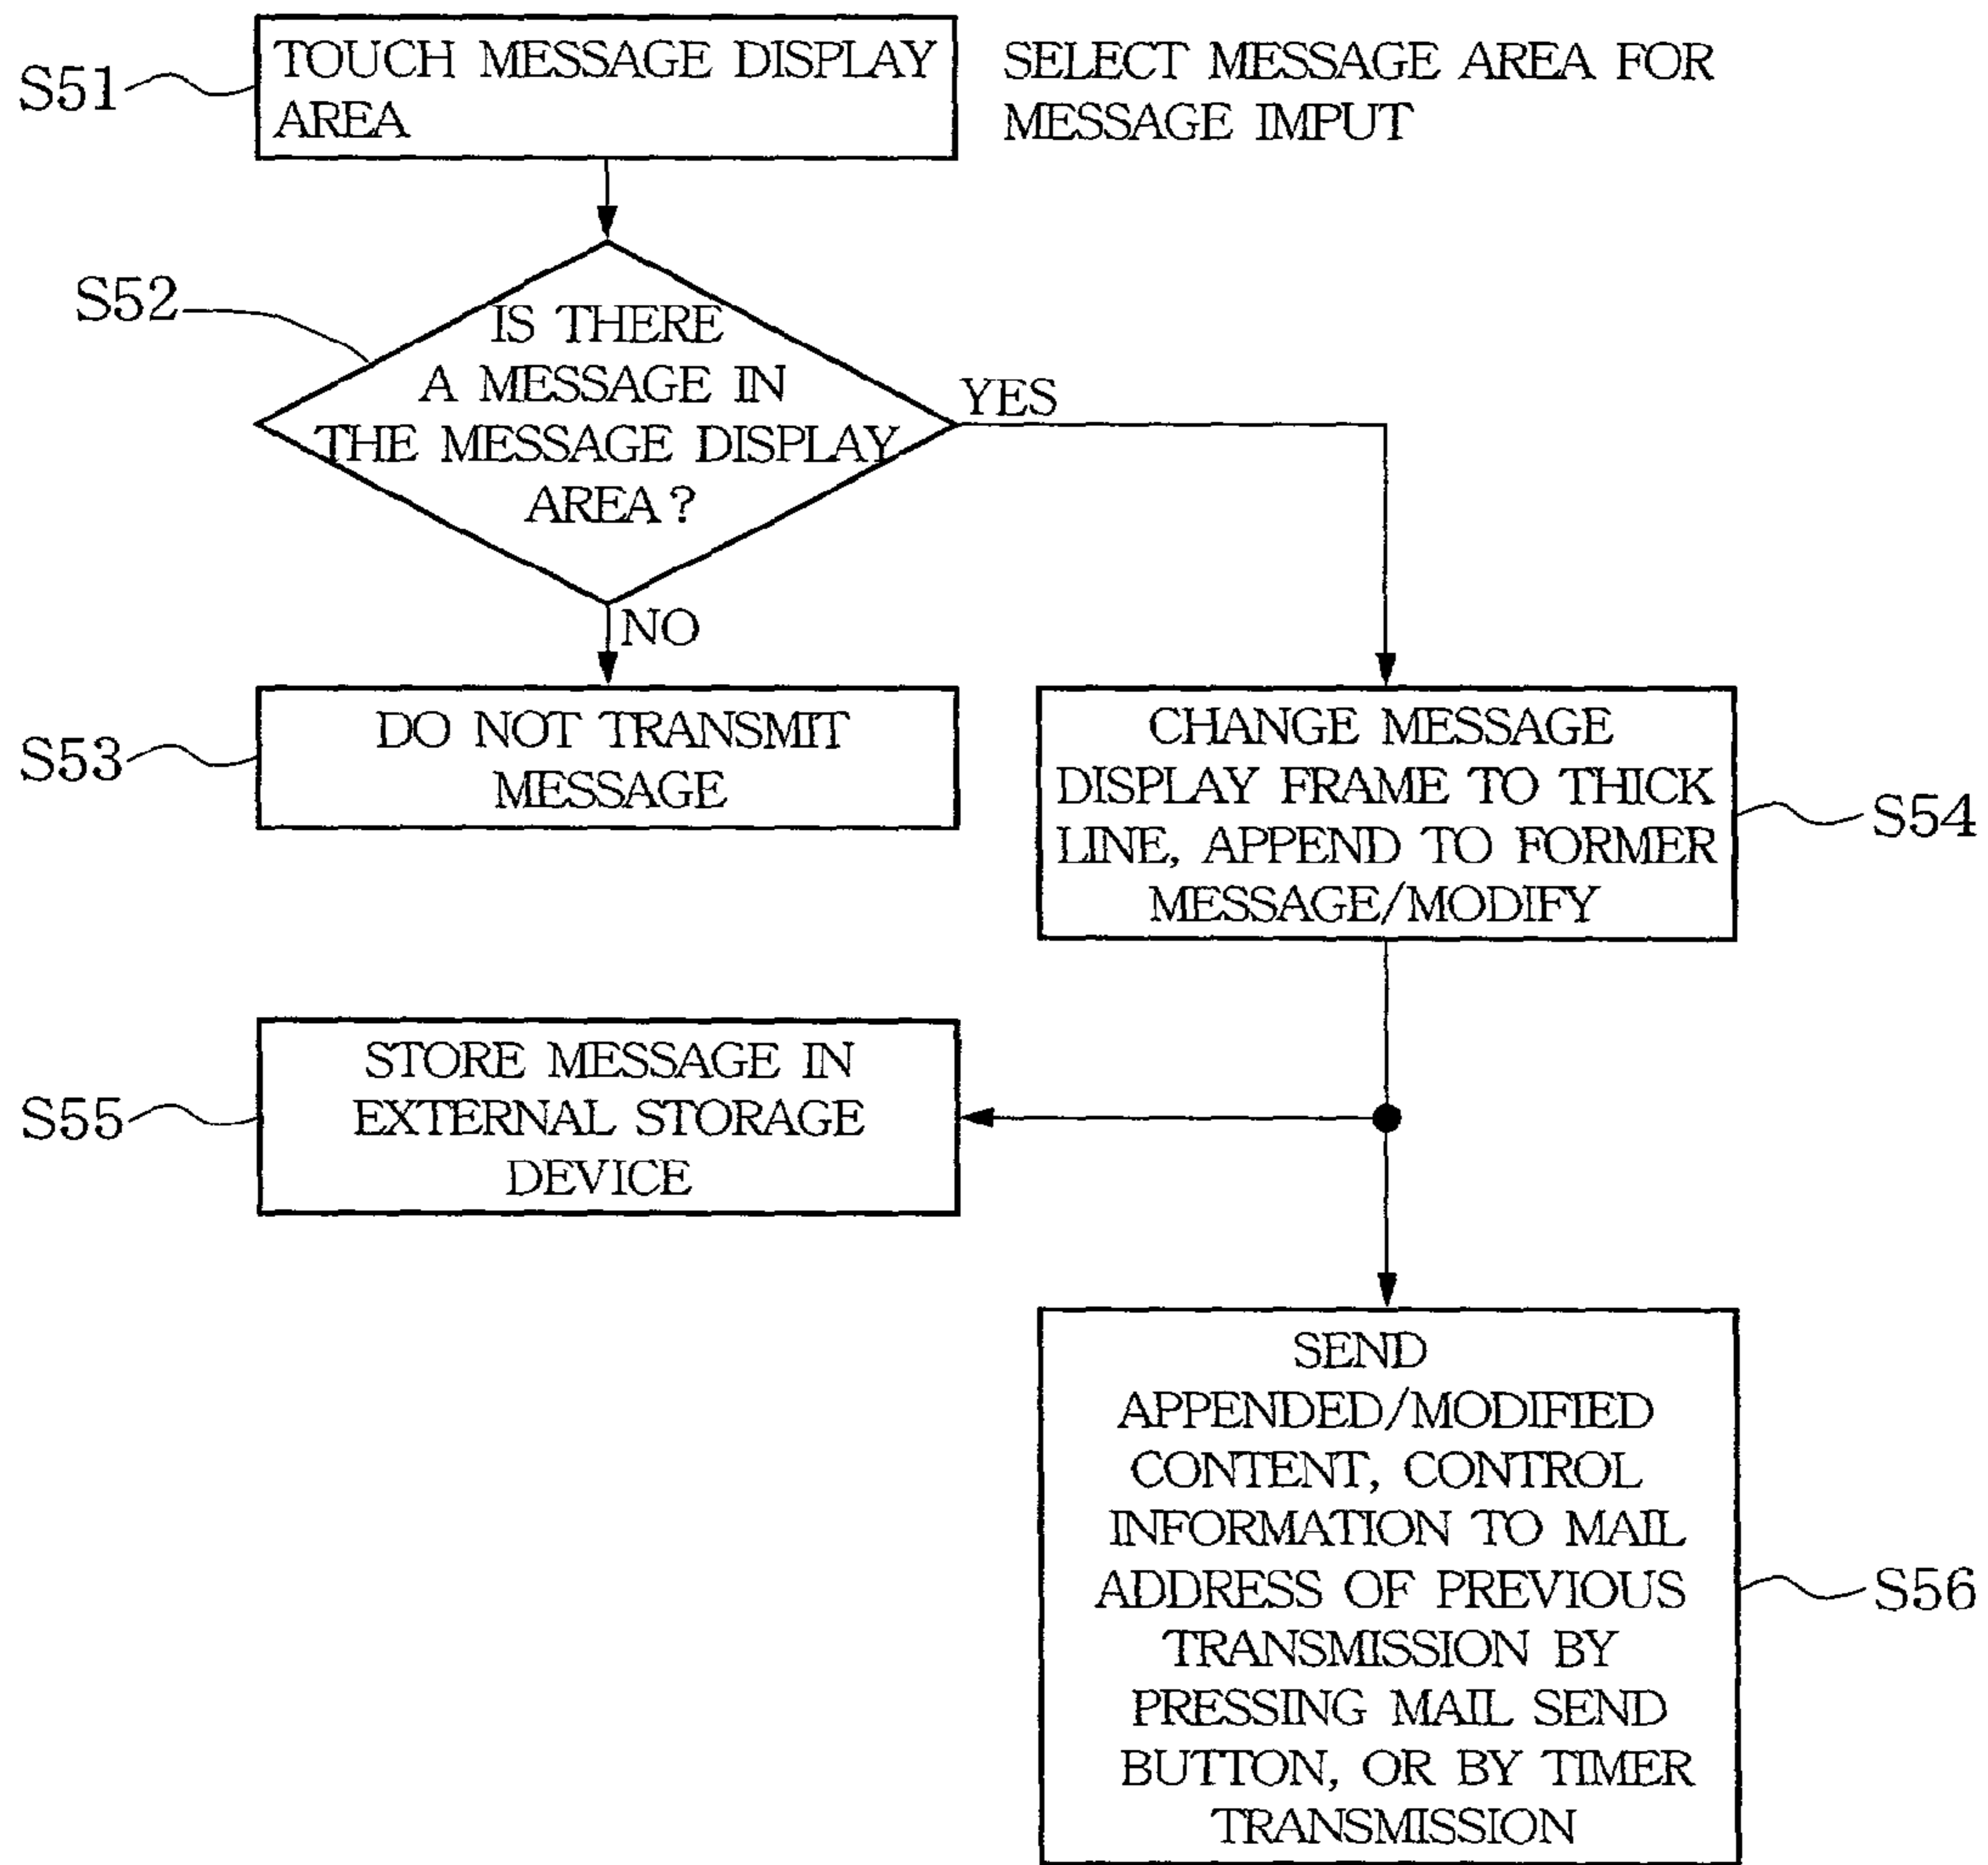 S51
TOUCH MESSAGE DISPLAY
AREA
SELECT MESSAGE AREA FOR
MESSAGE IMPUT
S52
IS THERE
A MESSAGE IN
THE MESSAGE DISPLAY
AREA?
YES
NO
S53
DO NOT TRANSMIT
MESSAGE
CHANGE MESSAGE
DISPLAY FRAME TO THICK
LINE, APPEND TO FORMER
MESSAGE/MODIFY
S54
S55
STORE MESSAGE IN
EXTERNAL STORAGE
DEVICE
SEND
APPENDED/MODIFIED
CONTENT, CONTROL
INFORMATION TO MAIL
ADDRESS OF PREVIOUS
TRANSMISSION BY
PRESSING MAIL SEND
BUTTON, OR BY TIMER
TRANSMISSION
S56